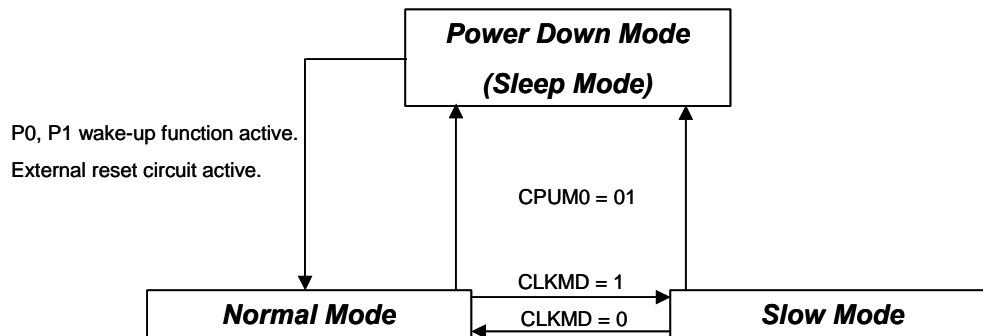 Power Down Mode
(Sleep Mode)
P0, P1 wake-up function active.
External reset circuit active.
CPUM0 = 01
CLKMD = 1
Normal Mode
Slow Mode
CLKMD = 0